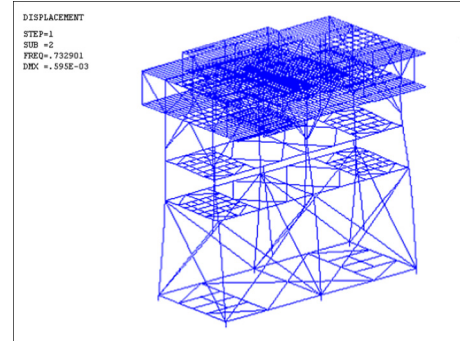 DISPLACEMENT
STEP=1
SUB =2
FREQ=.732901
DMX =.595E-03